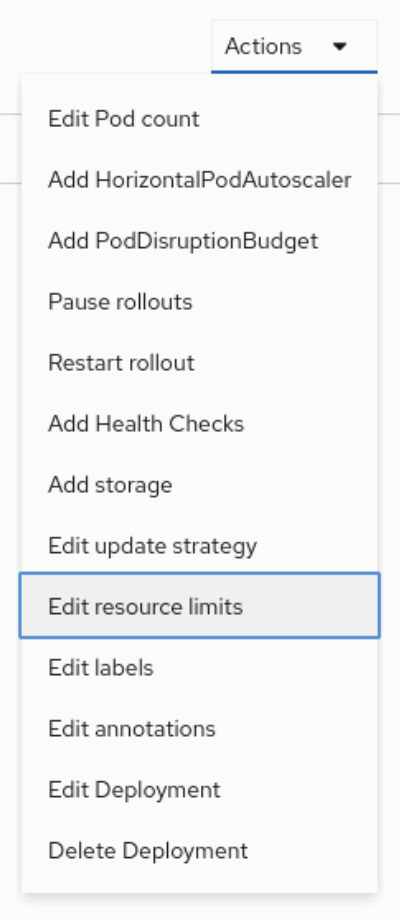 Actions
Edit Pod count
Add HorizontalPodAutoscaler
Add PodDisruptionBudget
Pause rollouts
Restart rollout
Add Health Checks
Add storage
Edit update strategy
Edit resource limits
Edit labels
Edit annotations
Edit Deployment
Delete Deployment